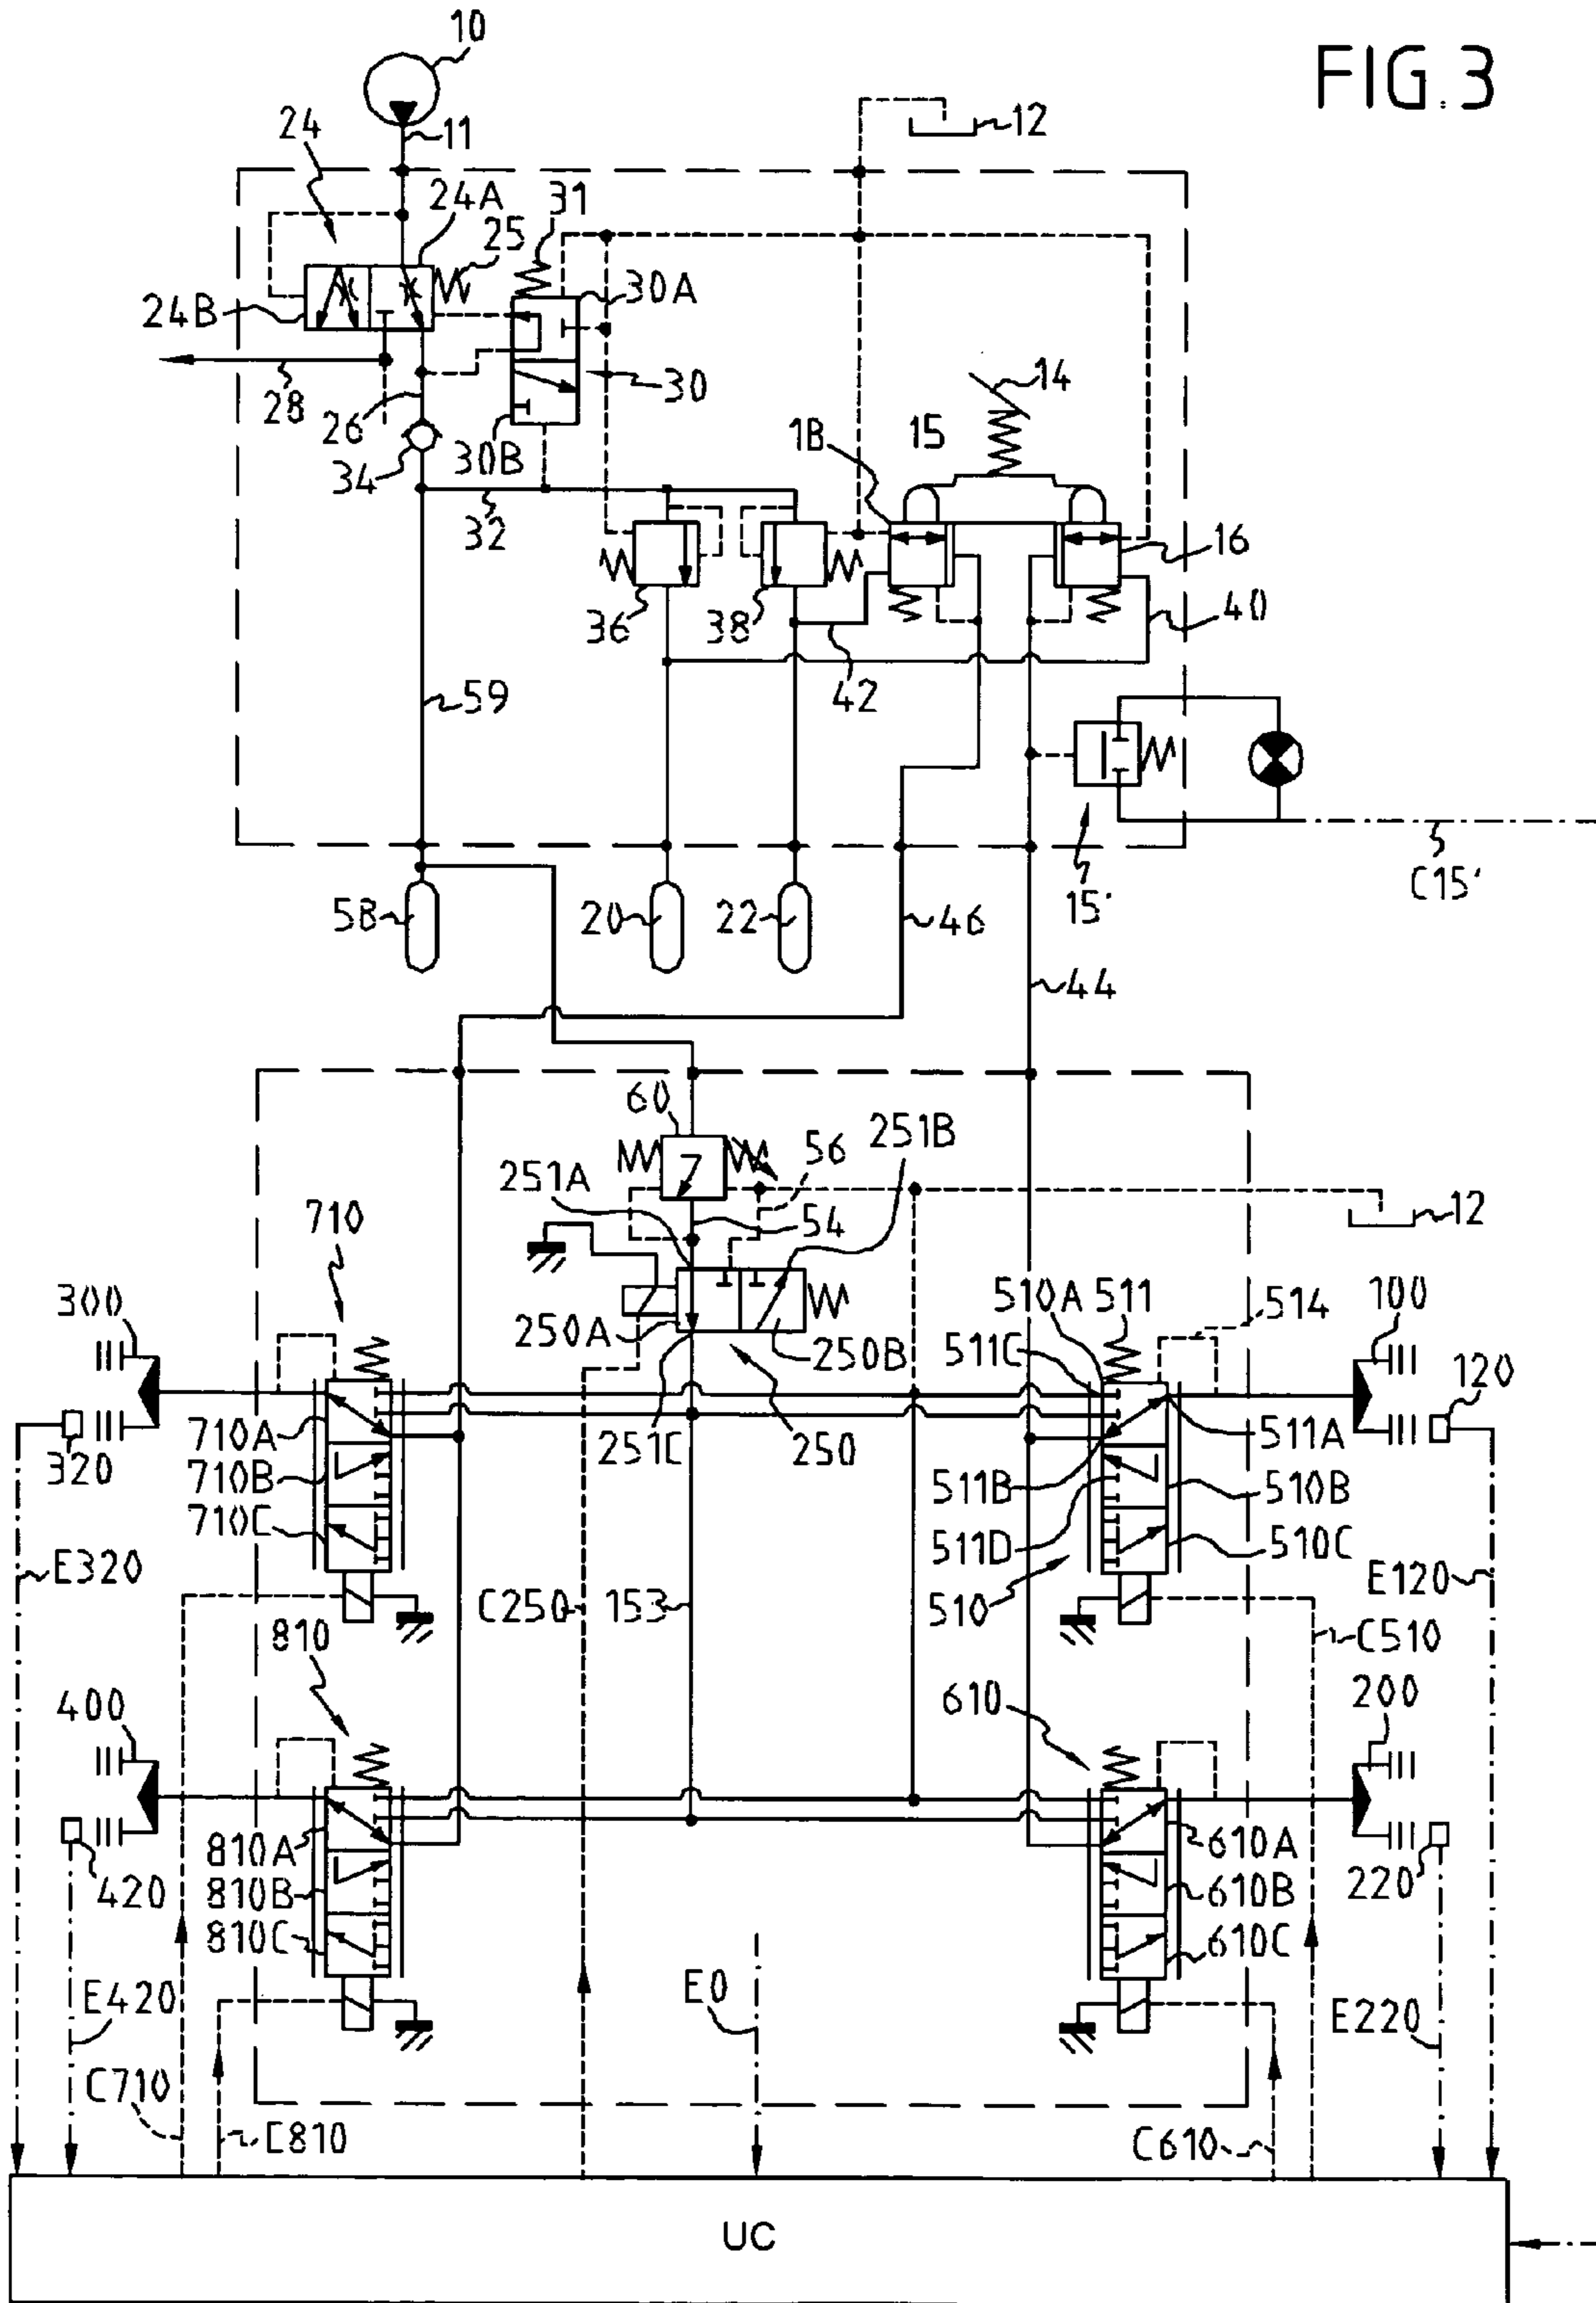 10
FIG.3
11
12
24
24A
31
25
30A
24B
30
28
26
14
15
1B
34
30B
32
16
36
38
40
42
59
C15'
15'
58
20
22
46
44
60
251B
56
251A
54
12
710
510A
511
514
100
300
250A
250B
511C
120
710A
251C
250
511A
320
710B
511B
510B
710C
511D
510C
E320
C250
153
510
E120
C510
810
610
200
400
810A
610A
420
810B
610B
220
810C
610C
E420
E0
E220
C710
C810
C610
UC